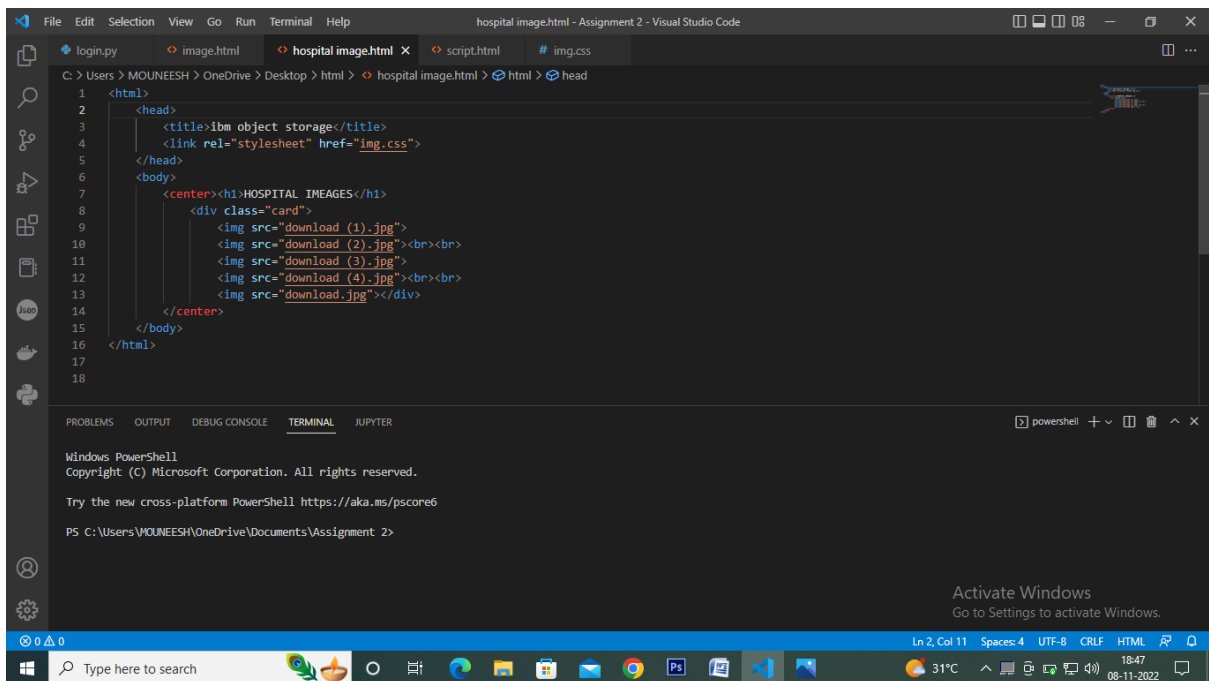 File Edit Selection View Go Run Terminal Help hospital image.html - Assignment 2 - Visual Studio Code
login.py image.html hospital image.html script.html # img.css
C: > Users > MOUNEESH > OneDrive > Desktop > html > hospital image.html > html > head
1 <html>
2 <head>
3 <title>ibm object storage</title>
4 <link rel="stylesheet" href="img.css">
5 </head>
6 <body>
7 <center><h1>HOSPITAL IMEAGES</h1>
8 <div class="card">
9 <img src="download (1).jpg">
10 <img src="download (2).jpg"><br><br>
11 <img src="download (3).jpg">
12 <img src="download (4).jpg"><br><br>
13 <img src="download.jpg"></div>
14 </center>
15 </body>
16 </html>
17
18
Json
PROBLEMS OUTPUT DEBUG CONSOLE TERMINAL JUPYTER powershell
Windows PowerShell
Copyright (C) Microsoft Corporation. All rights reserved.
Try the new cross-platform PowerShell https://aka.ms/pscore6
PS C:\Users\MOUNEESH\OneDrive\Documents\Assignment 2>
Activate Windows
Go to Settings to activate Windows.
0 0 Ln 2, Col 11 Spaces: 4 UTF-8 CRLF HTML
Type here to search Ps 31°C 18:47
08-11-2022